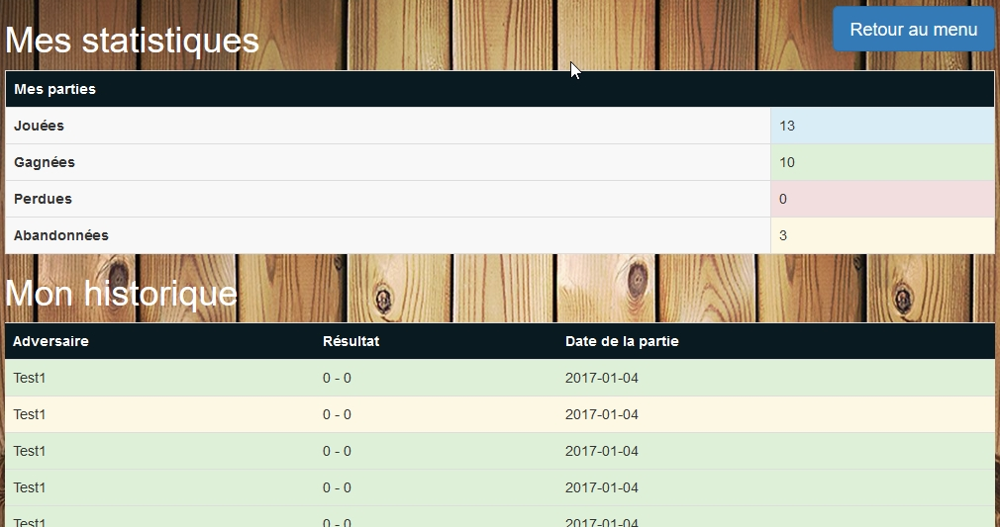 Mes statistiques
Retour au menu
Mes parties
Jouées 13
Gagnées 10
Perdues 0
Abandonnées 3
Mon historique
Adversaire Résultat Date de la partie
Test1 0 - 0 2017-01-04
Test1 0 - 0 2017-01-04
Test1 0 - 0 2017-01-04
Test1 0 - 0 2017-01-04
Test1 0 - 0 2017-01-04